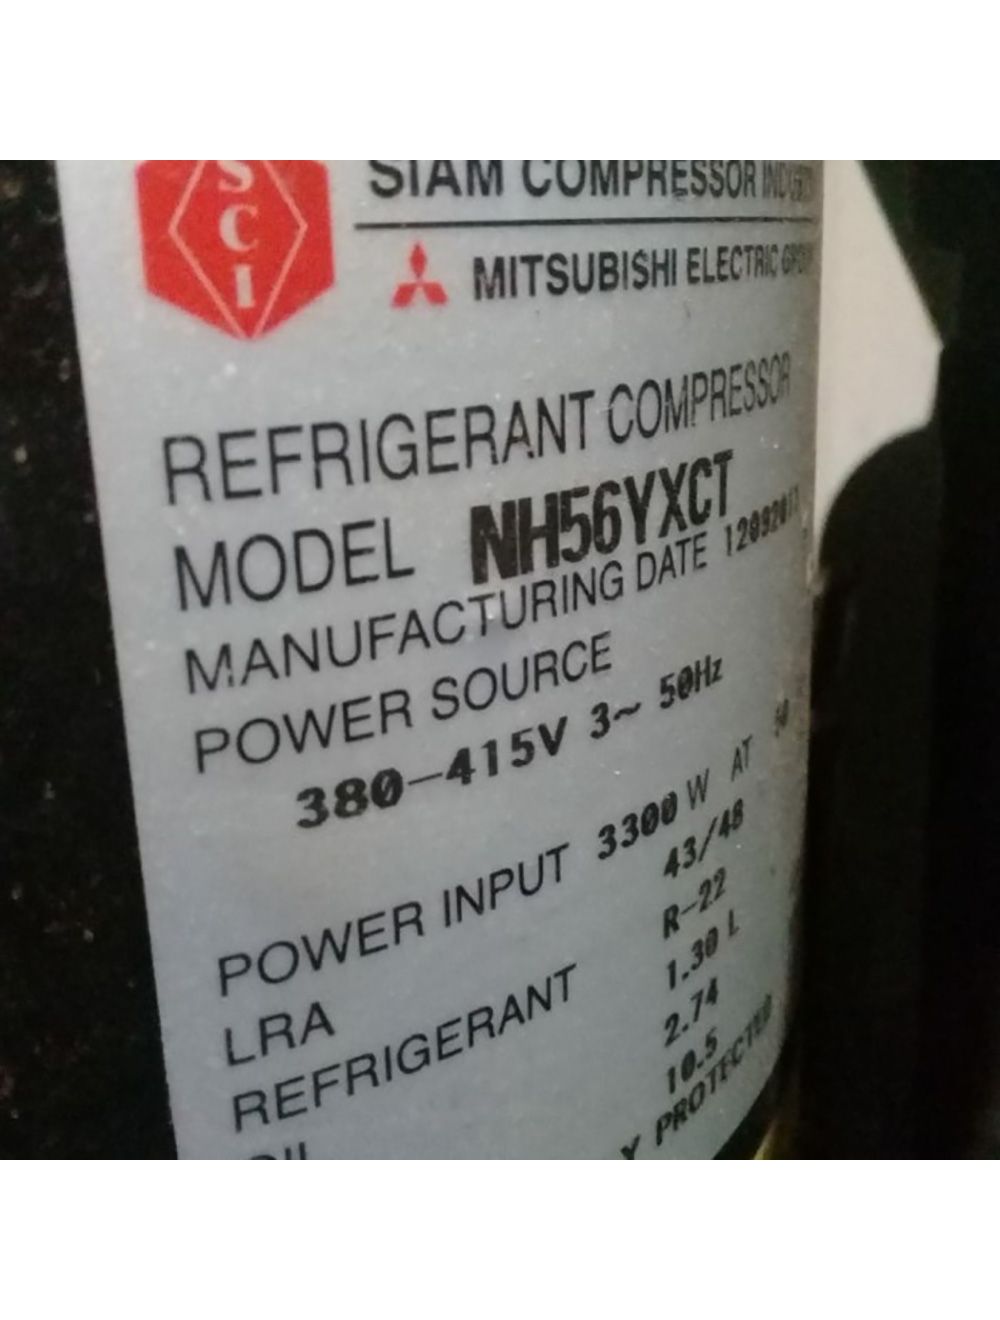 SCI
SIAM COMPRESSOR
MITSUBISHI ELECTRIC
REFRIGERANT COMPRESSOR
MODEL NH56YXCT
MANUFACTURING DATE
POWER SOURCE
380-415V 3~ 50Hz
POWER INPUT 3300 W AT
LRA 43/48
REFRIGERANT R-22
1.30 L
2.74
10.5
PROTECTED